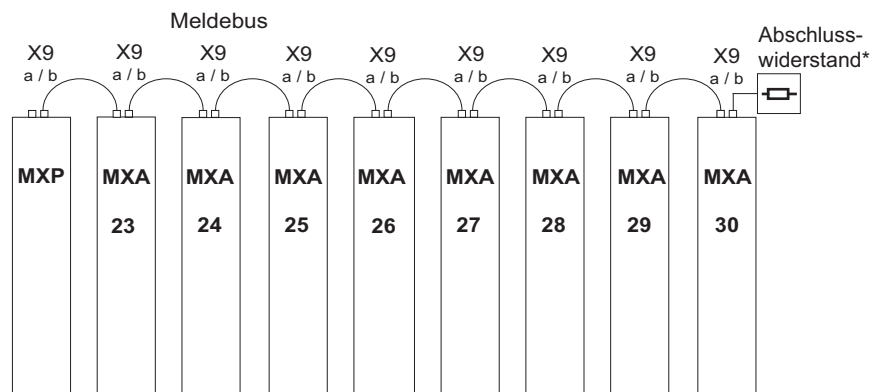 Meldebus
Abschluss-
widerstand*
X9 X9 X9 X9 X9 X9 X9 X9 X9
a / b a / b a / b a / b a / b a / b a / b a / b a / b
MXP MXA MXA MXA MXA MXA MXA MXA MXA
23 24 25 26 27 28 29 30